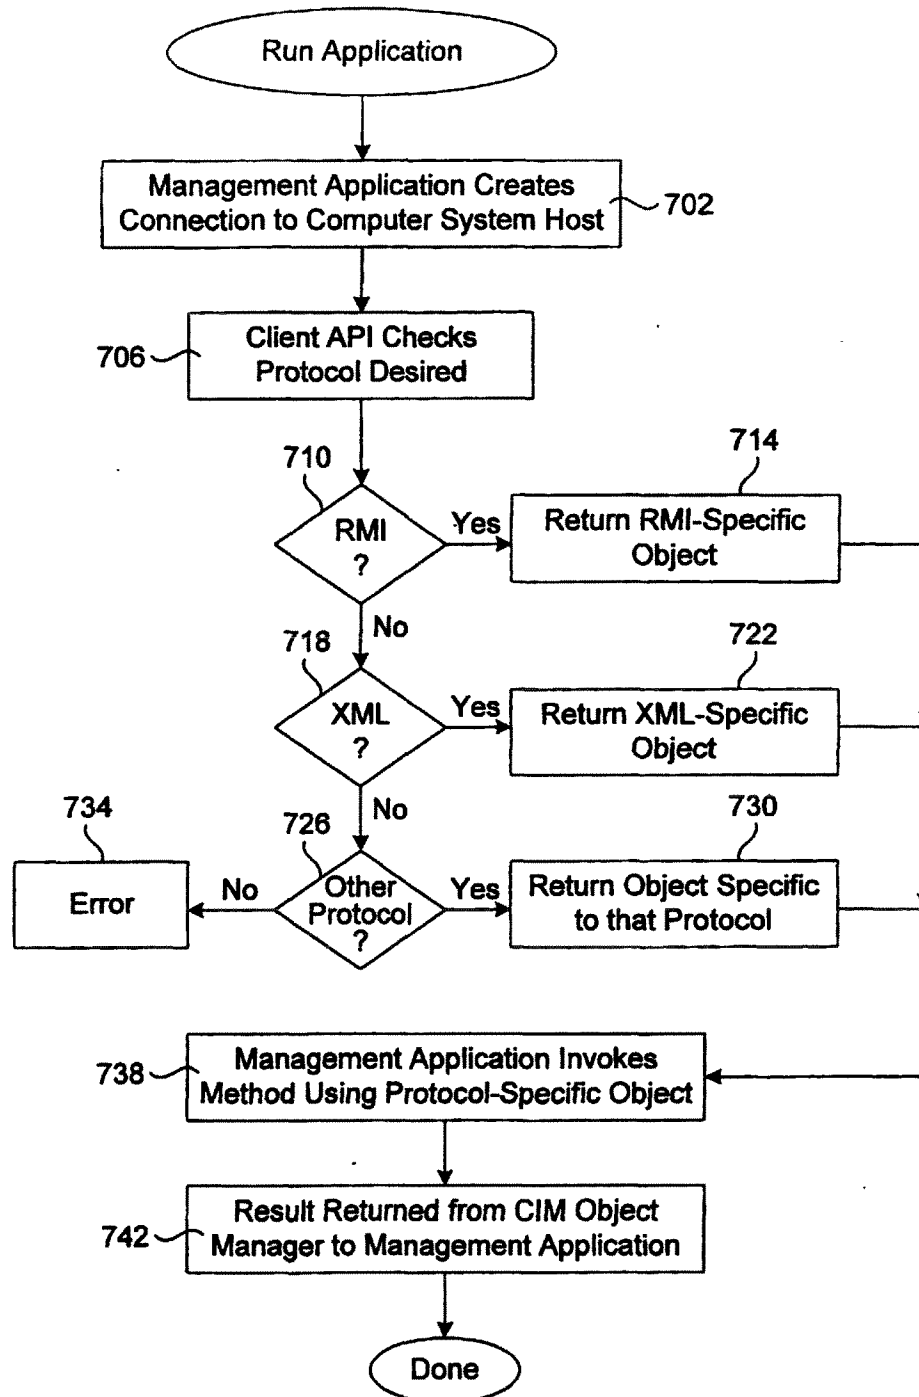 Run Application
Management Application Creates
Connection to Computer System Host
702
Client API Checks
Protocol Desired
706
710
RMI
?
Yes
714
Return RMI-Specific
Object
No
718
XML
?
Yes
722
Return XML-Specific
Object
No
726
Other
Protocol
?
Yes
730
Return Object Specific
to that Protocol
No
734
Error
738
Management Application Invokes
Method Using Protocol-Specific Object
742
Result Returned from CIM Object
Manager to Management Application
Done